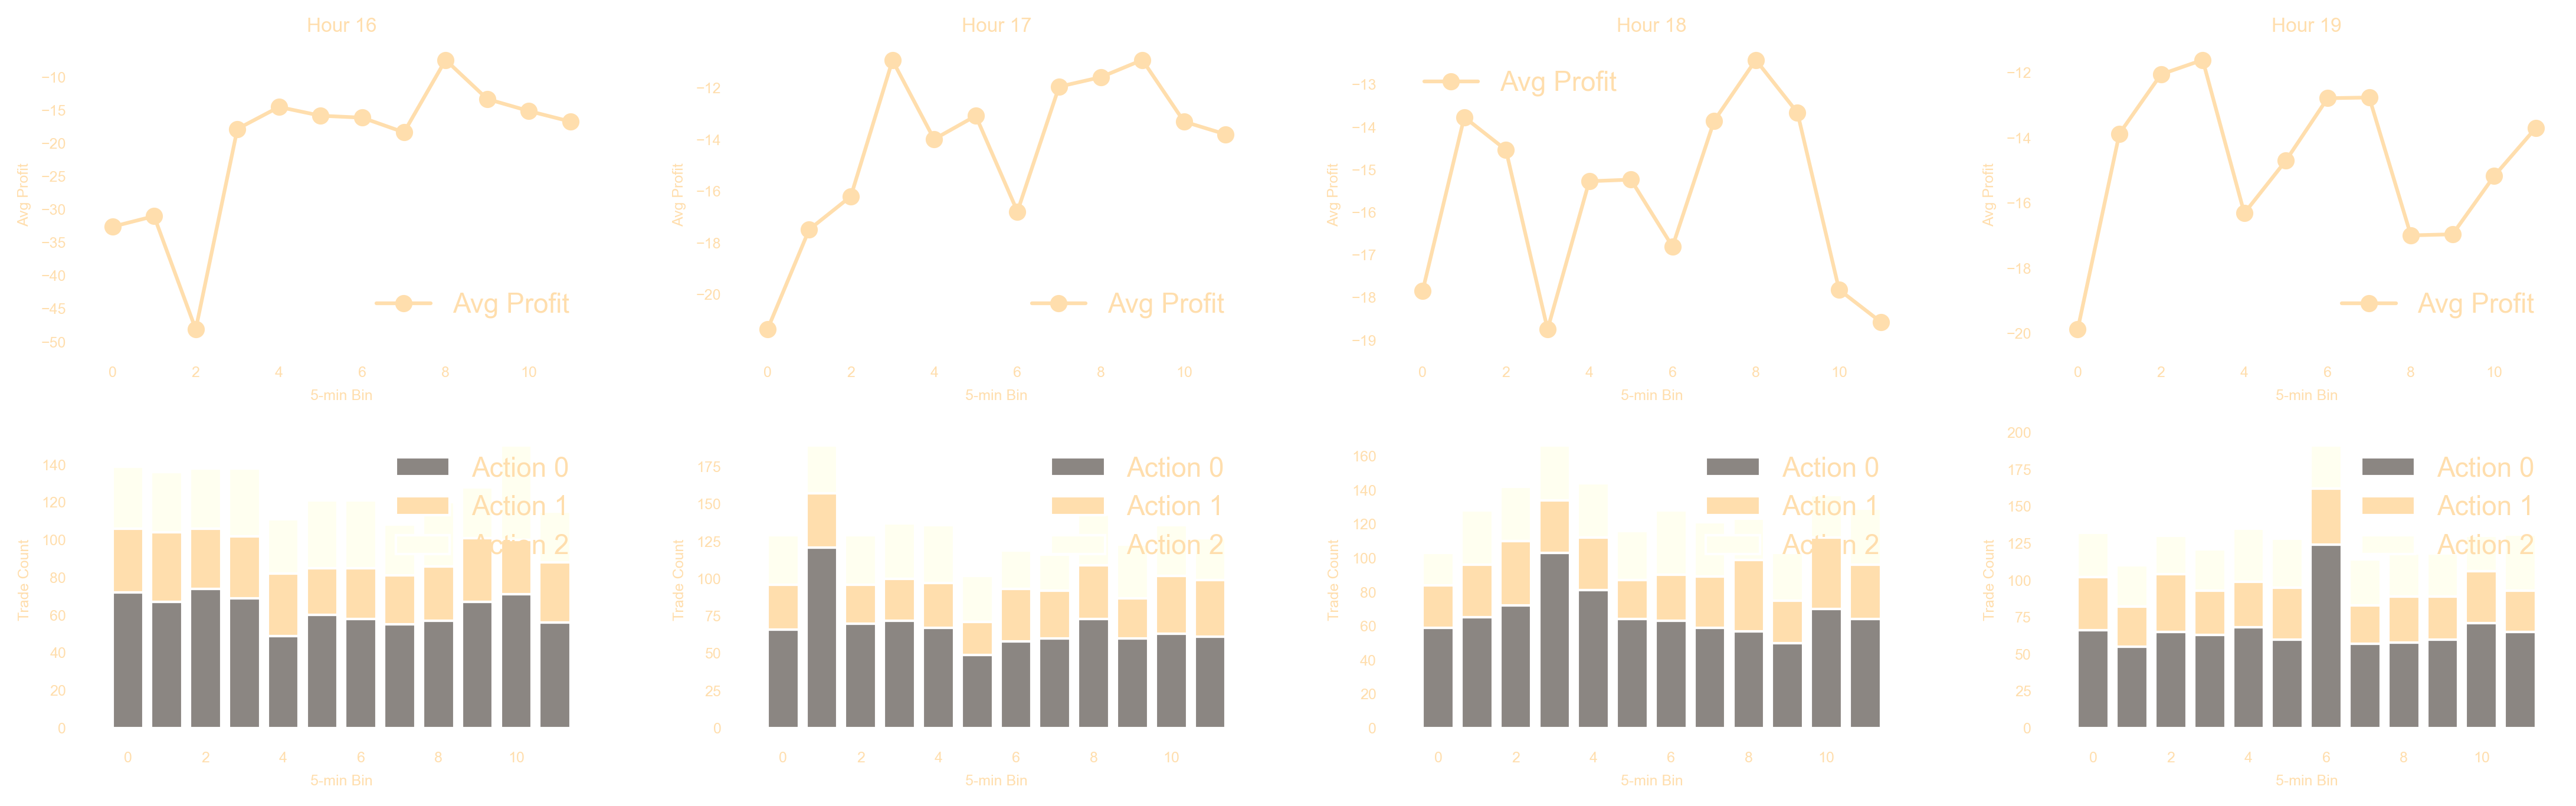 Hour 16
−10
−15
−20
−25
−30
−35
−40
−45
−50
Avg Profit
Avg Profit
0 2 4 6 8 10
5-min Bin
Hour 17
−12
−14
−16
−18
−20
Avg Profit
Avg Profit
0 2 4 6 8 10
5-min Bin
Hour 18
−13
−14
−15
−16
−17
−18
−19
Avg Profit
Avg Profit
0 2 4 6 8 10
5-min Bin
Hour 19
−12
−14
−16
−18
−20
Avg Profit
Avg Profit
0 2 4 6 8 10
5-min Bin
140
120
100
80
60
40
20
0
Trade Count
Action 0
Action 1
Action 2
0 2 4 6 8 10
5-min Bin
175
150
125
100
75
50
25
0
Trade Count
Action 0
Action 1
Action 2
0 2 4 6 8 10
5-min Bin
160
140
120
100
80
60
40
20
0
Trade Count
Action 0
Action 1
Action 2
0 2 4 6 8 10
5-min Bin
200
175
150
125
100
75
50
25
0
Trade Count
Action 0
Action 1
Action 2
0 2 4 6 8 10
5-min Bin